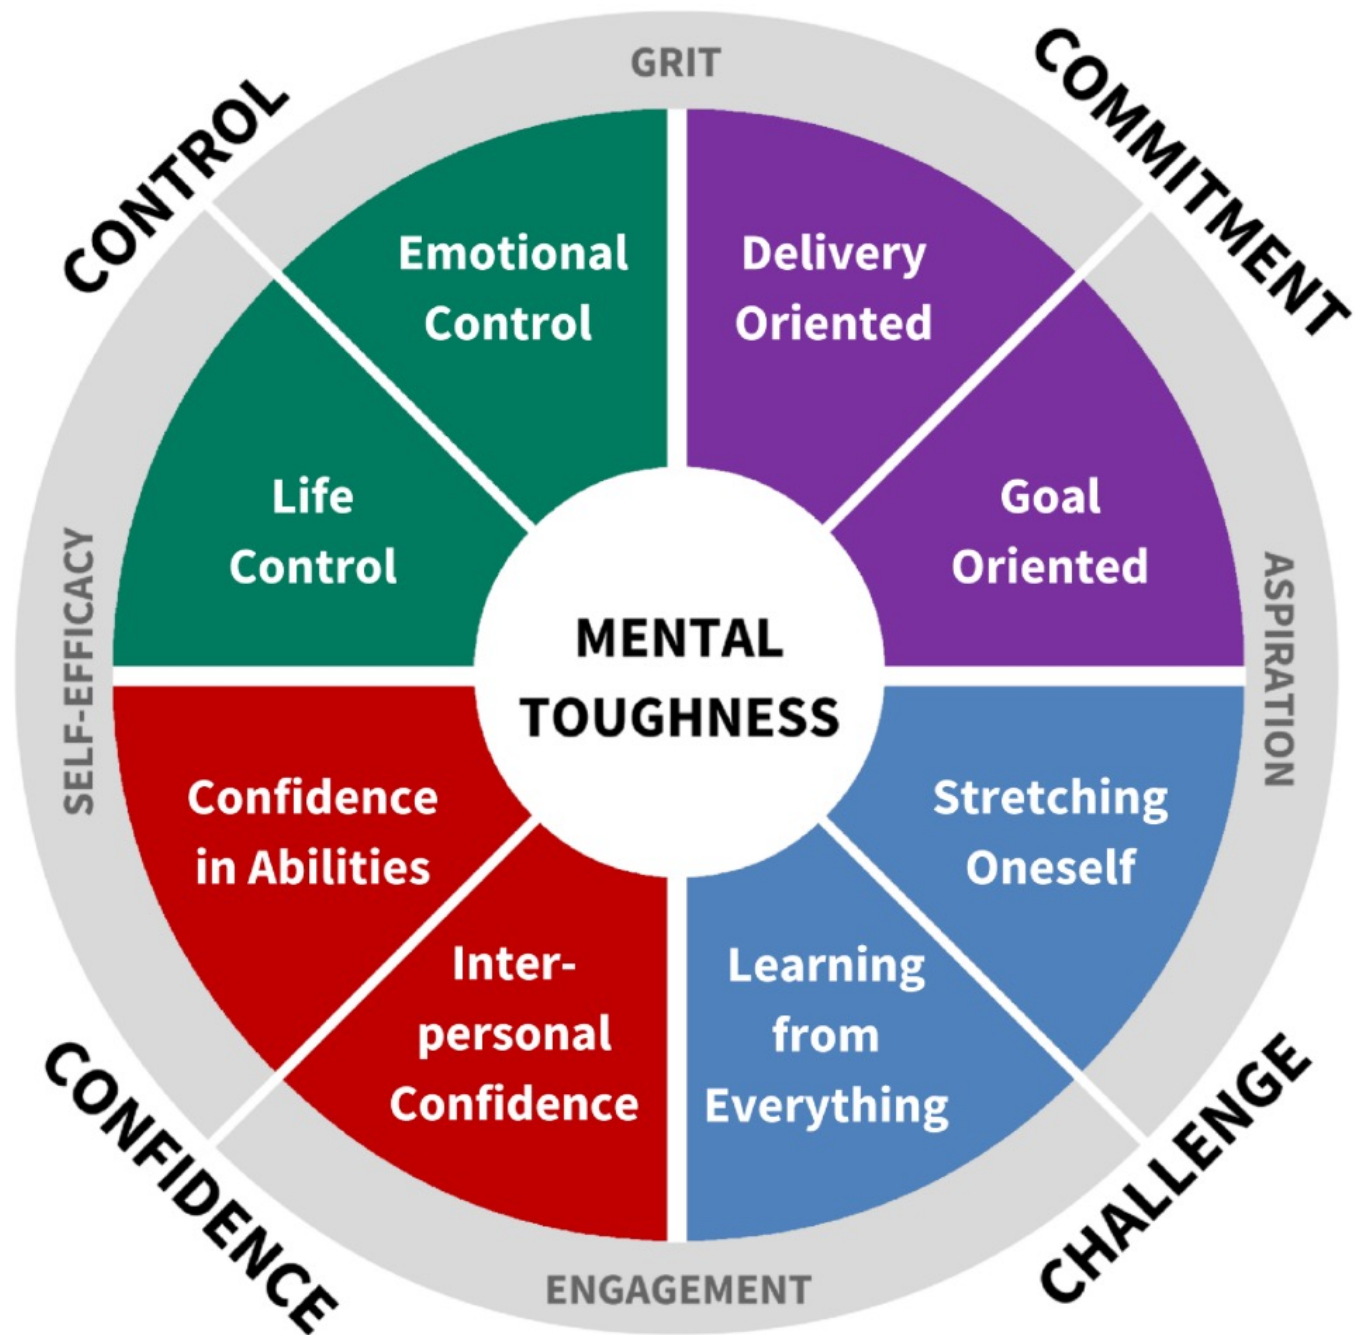 GRIT
CONTROL
COMMITMENT
Emotional
Control
Delivery
Oriented
Life
Control
Goal
Oriented
SELF-EFFICACY
ASPIRATION
MENTAL
TOUGHNESS
Confidence
in Abilities
Stretching
Oneself
Inter-
personal
Confidence
Learning
from
Everything
CONFIDENCE
CHALLENGE
ENGAGEMENT